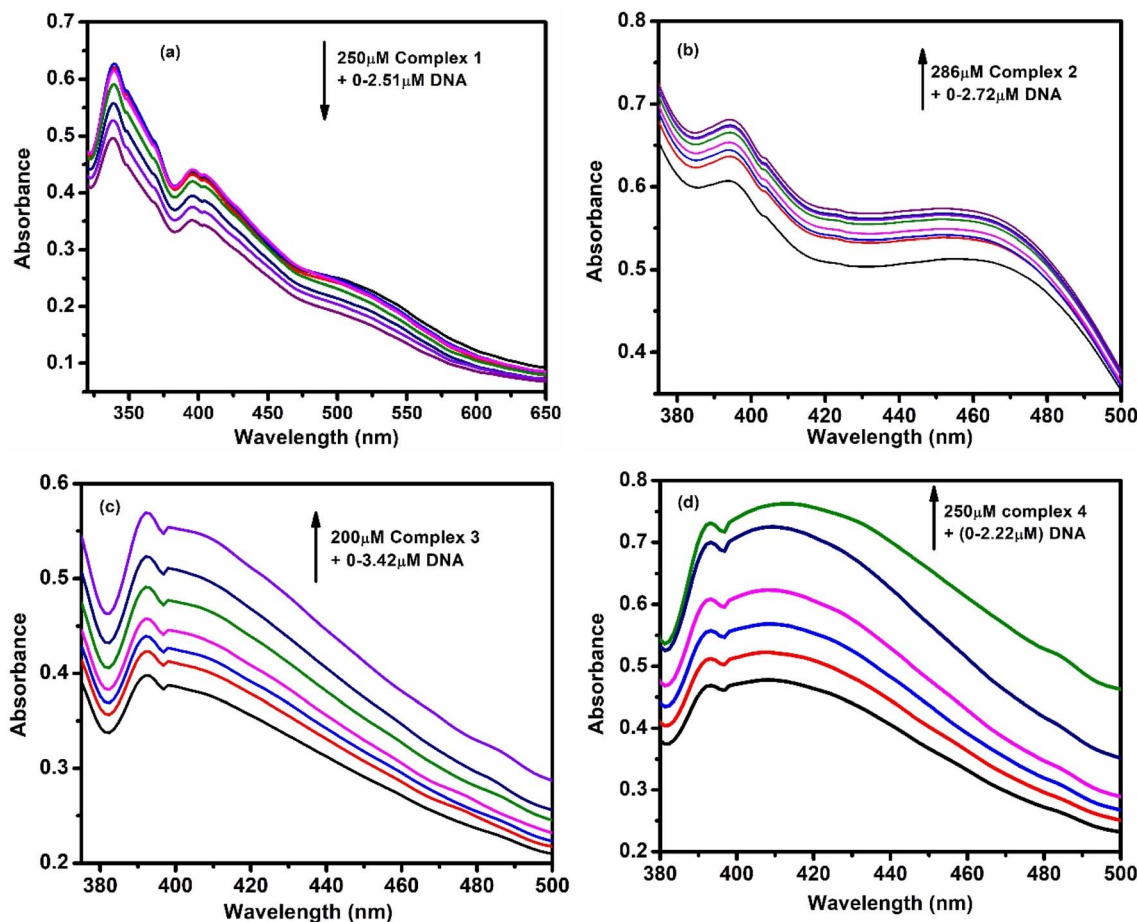 (a)
250μM Complex 1
+ 0-2.51μM DNA
Absorbance
0.7
0.6
0.5
0.4
0.3
0.2
0.1
350 400 450 500 550 600 650
Wavelength (nm)
(b)
286μM Complex 2
+ 0-2.72μM DNA
Absorbance
0.8
0.7
0.6
0.5
0.4
380 400 420 440 460 480 500
Wavelength (nm)
(c)
200μM Complex 3
+ 0-3.42μM DNA
Absorbance
0.6
0.5
0.4
0.3
0.2
380 400 420 440 460 480 500
Wavelength (nm)
(d)
250μM complex 4
+ (0-2.22μM) DNA
Absorbance
0.8
0.7
0.6
0.5
0.4
0.3
0.2
380 400 420 440 460 480 500
Wavelength (nm)